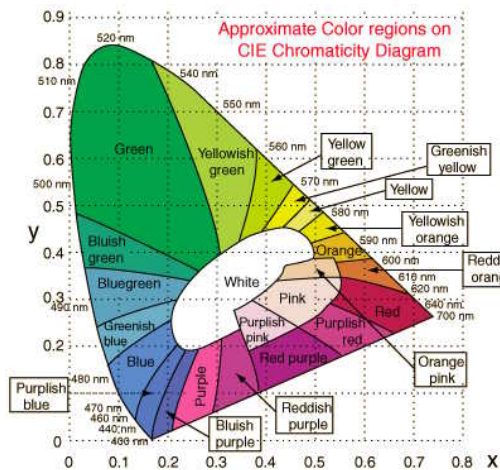 Approximate Color regions on
CIE Chromaticity Diagram
0.9
520 nm
540 nm
510 nm
0.8
550 nm
0.7
560 nm
Yellow
green
Greenish
yellow
Green
Yellowish
green
570 nm
Yellow
0.6
500 nm
580 nm
0.5
Yellowish
orange
590 nm
y
Bluish
green
Orange
600 nm
Redd
oran
0.4
White
610 nm
Bluegreen
620 nm
0.3
490 nm
Pink
Red
640 nm
700 nm
Greenish
blue
Purplish
pink
Purplish
red
0.2
Blue
Red purple
Orange
pink
480 nm
Purple
Purplish
blue
0.1
470 nm
460 nm
440 nm
Bluish
purple
Reddish
purple
0
0 0.1 0.2 0.3 0.4 0.5 0.6 0.7 0.8
x